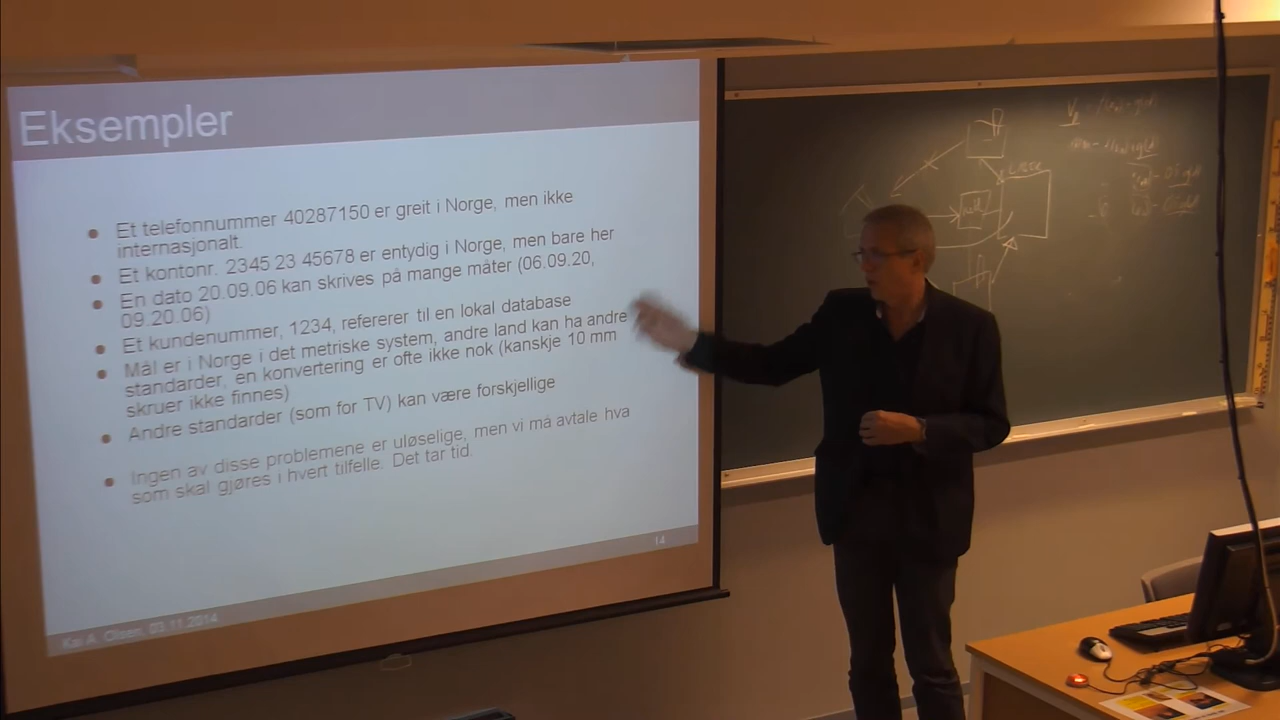 Eksempler
Et telefonnummer 40287150 er greit i Norge, men ikke
internasjonalt.
Et kontonr. 2345 23 45678 er entydig i Norge, men bare her
En dato 20.09.06 kan skrives på mange måter (06.09.20,
09.20.06)
Et kundenummer, 1234, refererer til en lokal database
Mål er i Norge i det metriske system, andre land kan ha andre
standarder, en konvertering er ofte ikke nok (kanskje 10 mm
skruer ikke finnes)
Andre standarder (som for TV) kan være forskjellige
Ingen av disse problemene er uløselige, men vi må avtale hva
som skal gjøres i hvert tilfelle. Det tar tid.
14
Kai A. Olsen, 03.11.2014